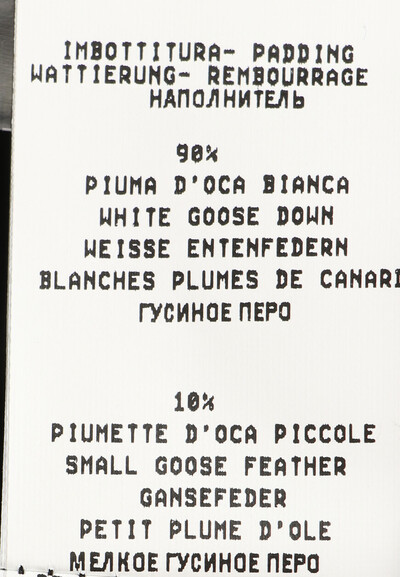 IMBOTTITURA- PADDING
WATTIERUNG- REMBOURRAGE
НАПОЛНИТЕЛЬ
90%
PIUMA D'OCA BIANCA
WHITE GOOSE DOWN
WEISSE ENTENFEDERN
BLANCHES PLUMES DE CANARD
ГУСИНОЕ ПЕРО
10%
PIUMETTE D'OCA PICCOLE
SMALL GOOSE FEATHER
GANSEFEDER
PETIT PLUME D'OLE
МЕЛКОЕ ГУСИНОЕ ПЕРО